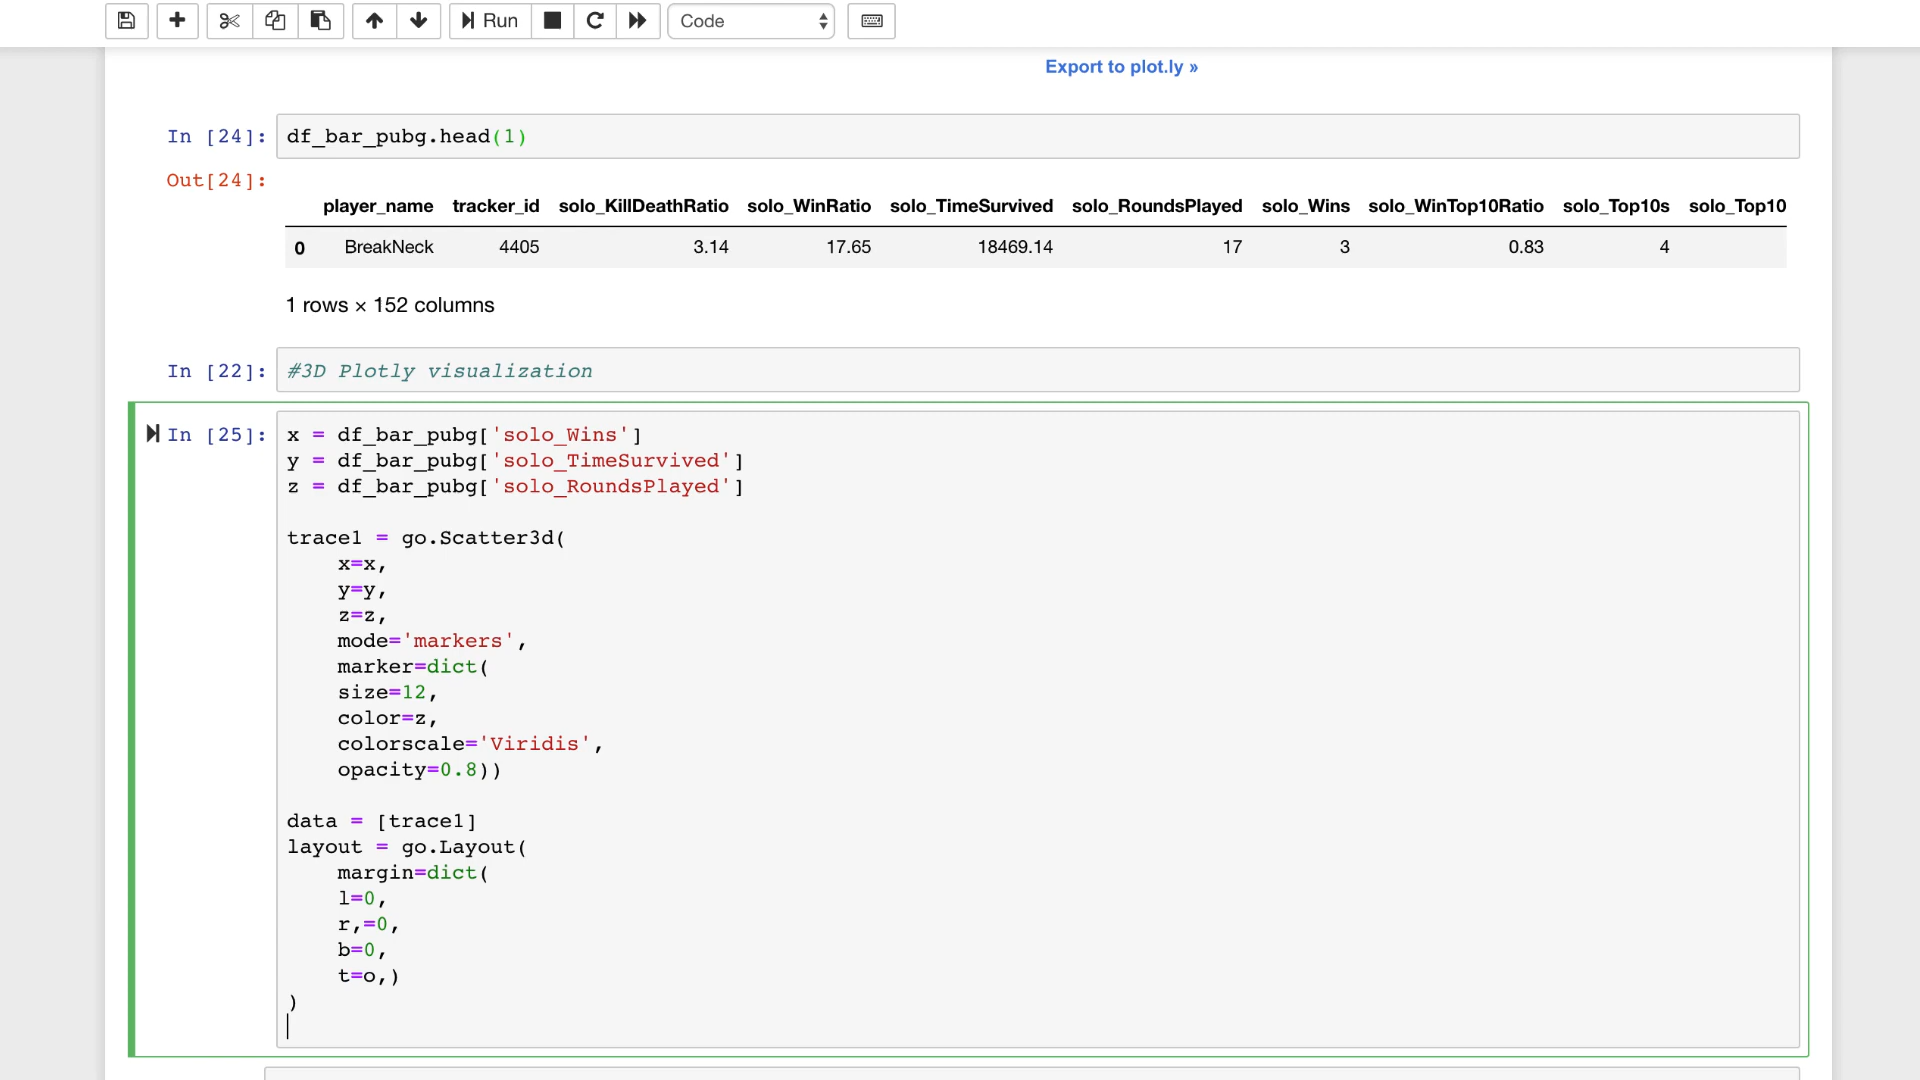 Run
Code
Export to plot.ly »
In [24]: df_bar_pubg.head(1)
Out[24]:
player_name tracker_id solo_KillDeathRatio solo_WinRatio solo_TimeSurvived solo_RoundsPlayed solo_Wins solo_WinTop10Ratio solo_Top10s solo_Top10
0 BreakNeck 4405 3.14 17.65 18469.14 17 3 0.83 4
1 rows × 152 columns
In [22]: #3D Plotly visualization
In [25]: x = df_bar_pubg['solo_Wins']
y = df_bar_pubg['solo_TimeSurvived']
z = df_bar_pubg['solo_RoundsPlayed']
trace1 = go.Scatter3d(
x=x,
y=y,
z=z,
mode='markers',
marker=dict(
size=12,
color=z,
colorscale='Viridis',
opacity=0.8))
data = [trace1]
layout = go.Layout(
margin=dict(
l=0,
r,=0,
b=0,
t=o,)
)